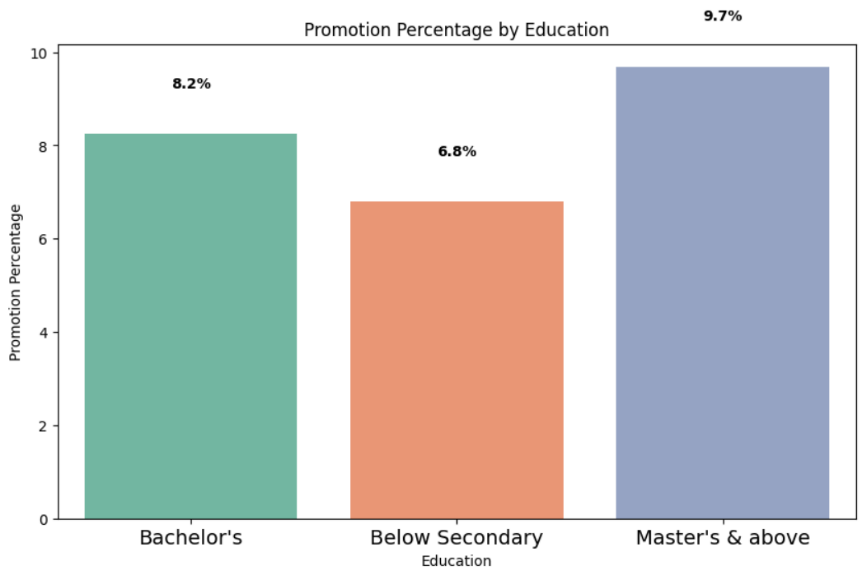 9.7%
Promotion Percentage by Education
10
8.2%
8
6.8%
6
4
2
0
Promotion Percentage
Bachelor's Below Secondary Master's & above
Education